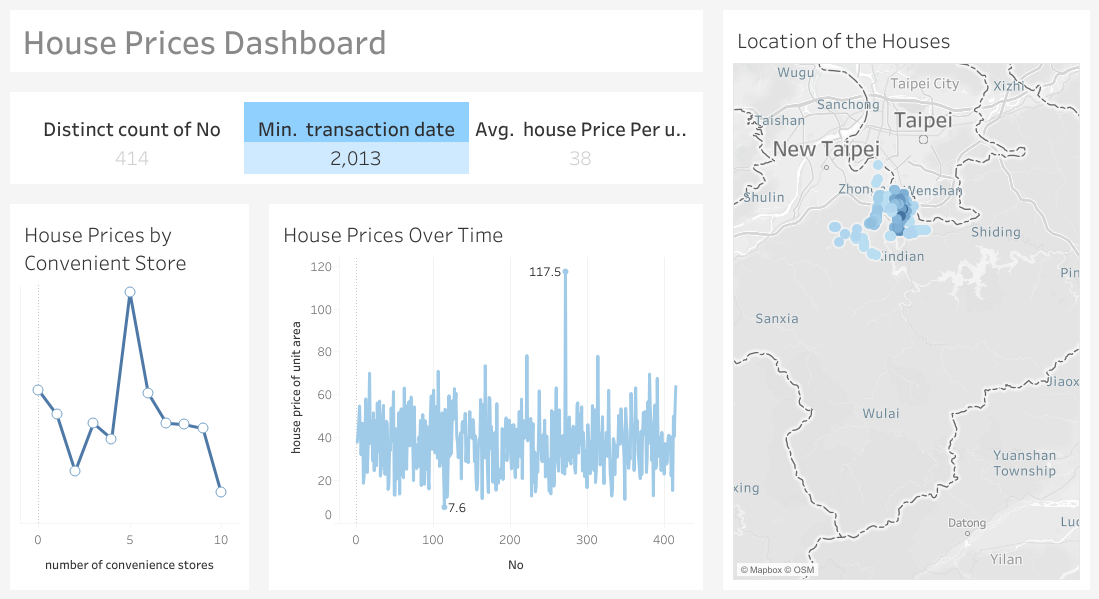 House Prices Dashboard
Distinct count of No
414
Min. transaction date
2,013
Avg. house Price Per u..
38
House Prices by
Convenient Store
0
5
10
number of convenience stores
House Prices Over Time
house price of unit area
120
100
80
60
40
20
0
117.5
7.6
0
100
200
300
400
No
Location of the Houses
Wugu
Taipei City
Xizhi
Sanchong
Taishan
Taipei
New Taipei
Zhon
Wenshan
Shulin
Shiding
Xindian
Pin
Sanxia
Jiaox
Wulai
Yuanshan
Township
xing
Datong
Luo
Yilan
© Mapbox © OSM